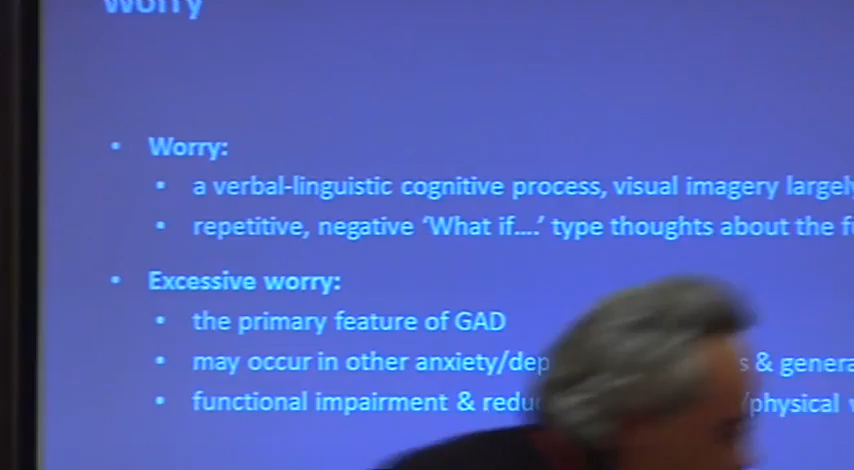 Worry
• Worry:
• a verbal-linguistic cognitive process, visual imagery largely
• repetitive, negative ‘What if....’ type thoughts about the f
• Excessive worry:
• the primary feature of GAD
• may occur in other anxiety/dep s & genera
• functional impairment & redu /physical